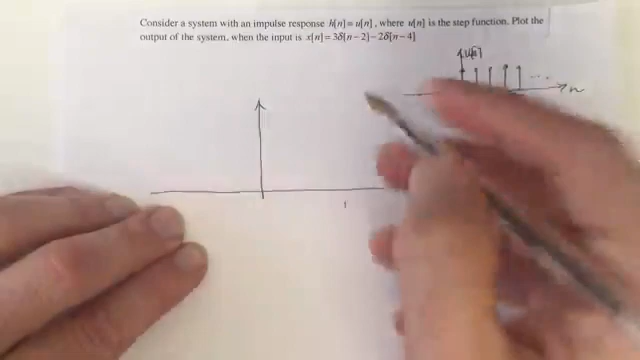 Consider a system with an impulse response h[n] = u[n], where u[n] is the step function. Plot the
output of the system, when the input is x[n] = 3δ[n−2] − 2δ[n−4]
u[n]
...
n